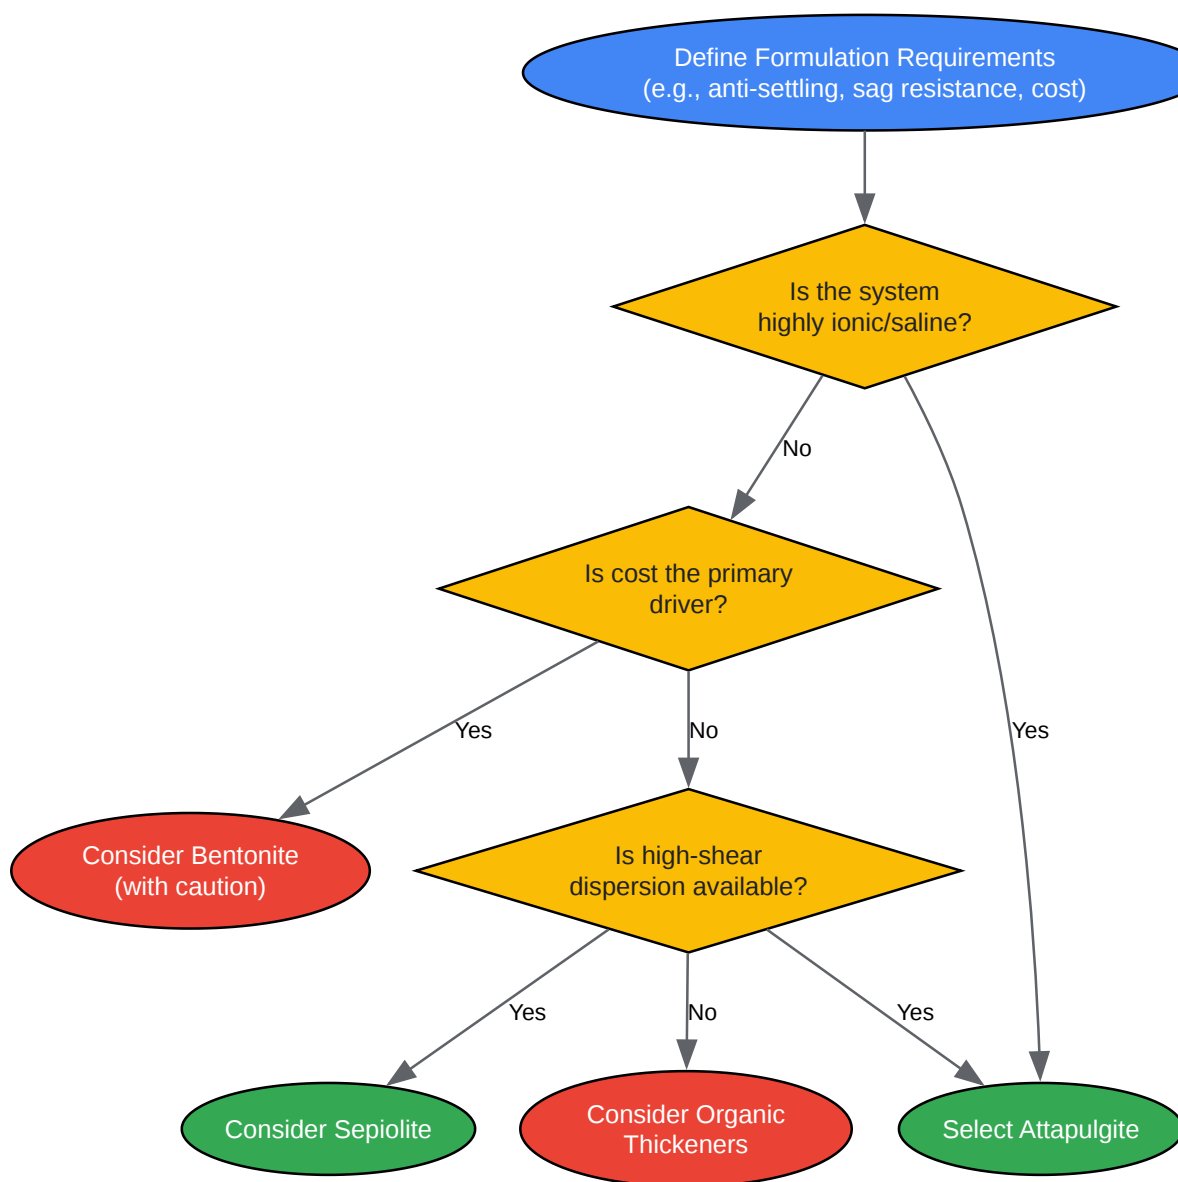 Define Formulation Requirements
(e.g., anti-settling, sag resistance, cost)
Is the system
highly ionic/saline?
No
Is cost the primary
driver?
Yes
No
Yes
Consider Bentonite
(with caution)
Is high-shear
dispersion available?
Yes
No
Yes
Consider Sepiolite
Consider Organic
Thickeners
Select Attapulgite